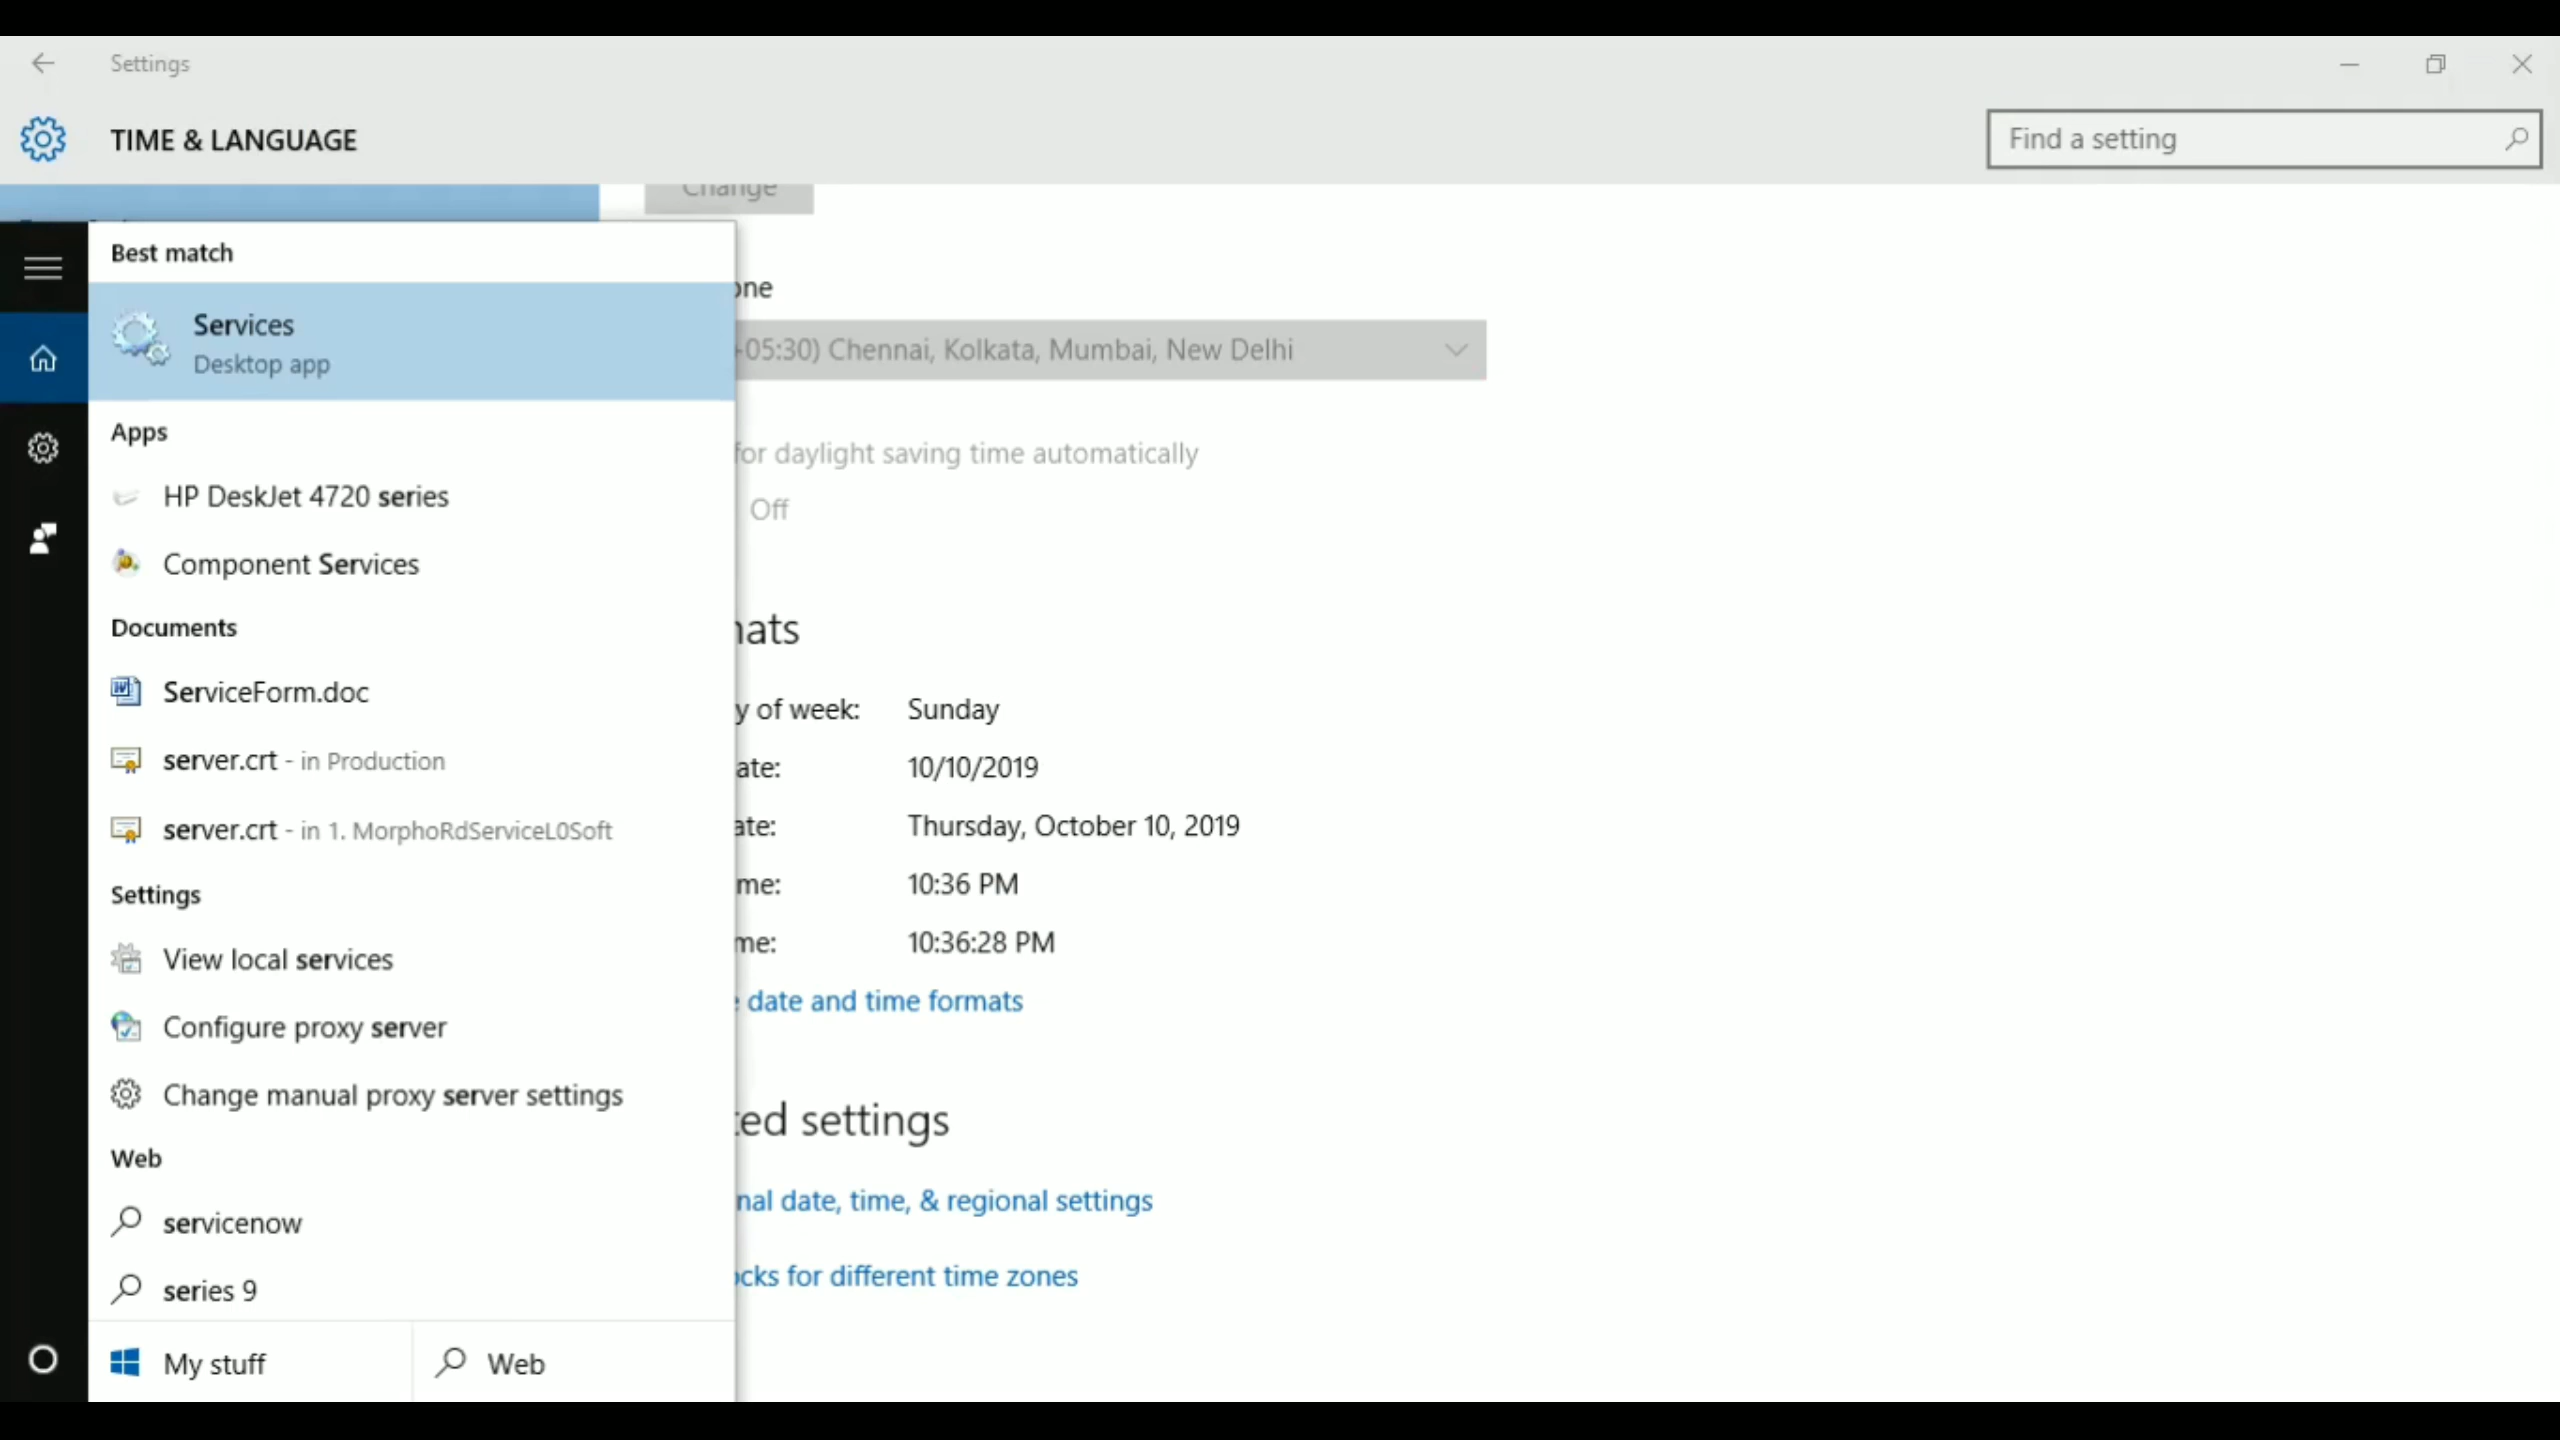 Settings
TIME & LANGUAGE
Find a setting
Change
Best match
Services
Desktop app
Apps
HP DeskJet 4720 series
Component Services
Documents
ServiceForm.doc
server.crt - in Production
server.crt - in 1. MorphoRdServiceL0Soft
Settings
View local services
Configure proxy server
Change manual proxy server settings
Web
servicenow
series 9
My stuff
Web
one
+05:30) Chennai, Kolkata, Mumbai, New Delhi
for daylight saving time automatically
Off
mats
y of week: Sunday
ate: 10/10/2019
ate: Thursday, October 10, 2019
me: 10:36 PM
me: 10:36:28 PM
e date and time formats
ted settings
nal date, time, & regional settings
ocks for different time zones